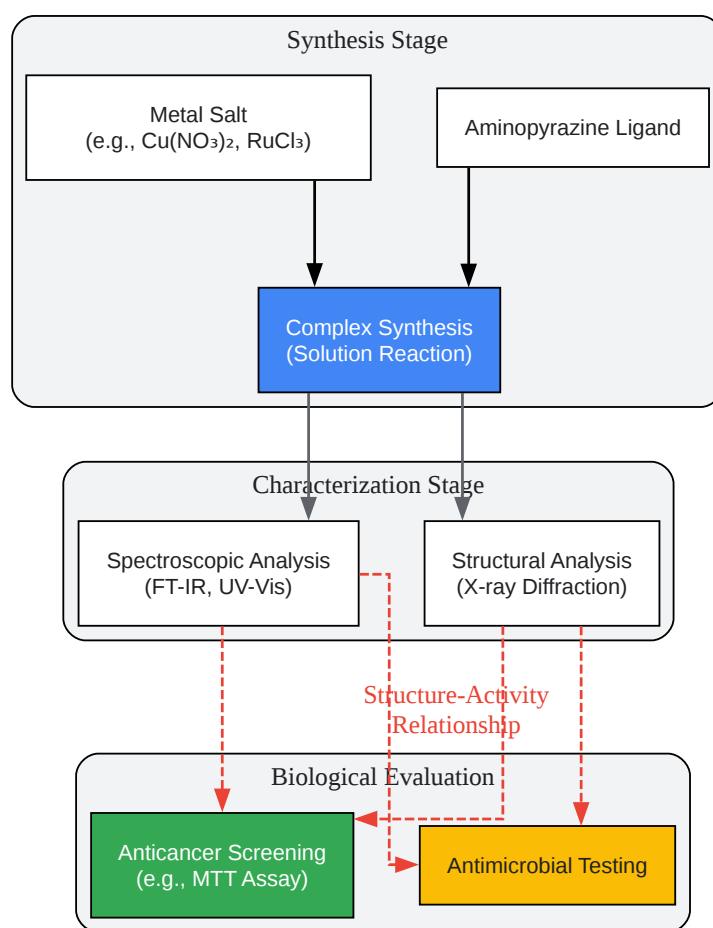 Synthesis Stage
Metal Salt
(e.g., Cu(NO₃)₂, RuCl₃)
Aminopyrazine Ligand
Complex Synthesis
(Solution Reaction)
Characterization Stage
Spectroscopic Analysis
(FT-IR, UV-Vis)
Structural Analysis
(X-ray Diffraction)
Structure-Activity
Relationship
Biological Evaluation
Anticancer Screening
(e.g., MTT Assay)
Antimicrobial Testing